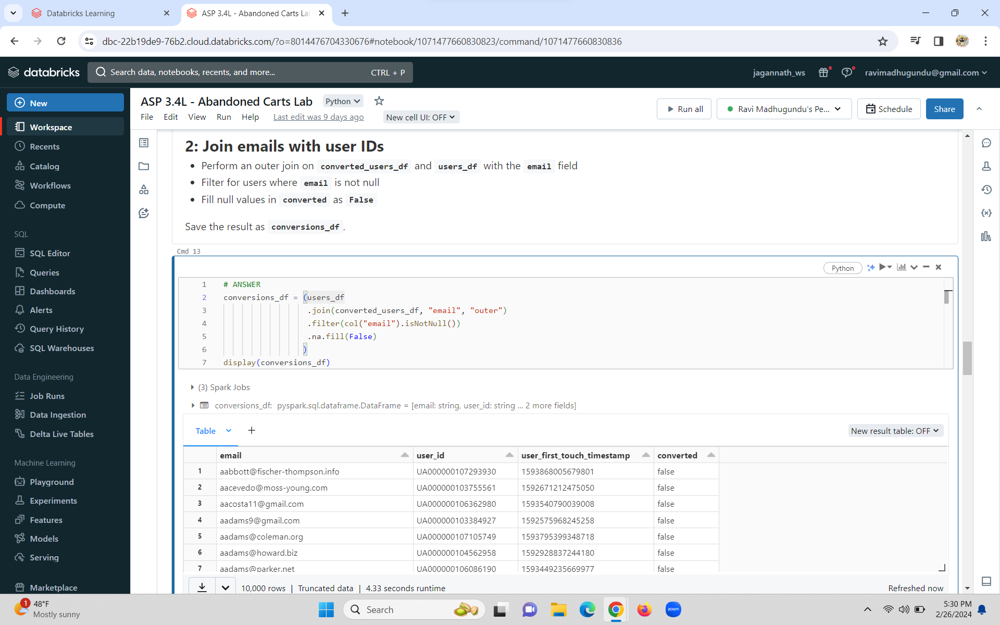 Databricks Learning
ASP 3.4L - Abandoned Carts La
dbc-22b19de9-76b2.cloud.databricks.com/?o=8014476704330676#notebook/1071477660830823/command/1071477660830836
databricks
Search data, notebooks, recents, and more...
CTRL + P
jagannath_ws
ravimadhugundu@gmail.com
New
Workspace
Recents
Catalog
Workflows
Compute
SQL
SQL Editor
Queries
Dashboards
Alerts
Query History
SQL Warehouses
Data Engineering
Job Runs
Data Ingestion
Delta Live Tables
Machine Learning
Playground
Experiments
Features
Models
Serving
Marketplace
ASP 3.4L - Abandoned Carts Lab
Python
File Edit View Run Help Last edit was 9 days ago New cell UI: OFF
Run all
Ravi Madhugundu's Pe...
Schedule
Share
2: Join emails with user IDs
• Perform an outer join on converted_users_df and users_df with the email field
• Filter for users where email is not null
• Fill null values in converted as False
Save the result as conversions_df .
Cmd 13
Python
1 # ANSWER
2 conversions_df = (users_df
3 .join(converted_users_df, "email", "outer")
4 .filter(col("email").isNotNull())
5 .na.fill(False)
6 )
7 display(conversions_df)
(3) Spark Jobs
conversions_df: pyspark.sql.dataframe.DataFrame = [email: string, user_id: string ... 2 more fields]
Table
+
New result table: OFF
email user_id user_first_touch_timestamp converted
1 aabbott@fischer-thompson.info UA000000107293930 1593868005679801 false
2 aacevedo@moss-young.com UA000000103755561 1592671212475050 false
3 aacosta11@gmail.com UA000000106362980 1593540790039008 false
4 aadams9@gmail.com UA000000103384927 1592575968245258 false
5 aadams@coleman.org UA000000107105749 1593795399348718 false
6 aadams@howard.biz UA000000104562958 1592928837244180 false
7 aadams@parker.net UA000000106086190 1593449235669977 false
10,000 rows | Truncated data | 4.33 seconds runtime
Refreshed now
1
48°F
Mostly sunny
Search
zoom
5:30 PM
2/26/2024